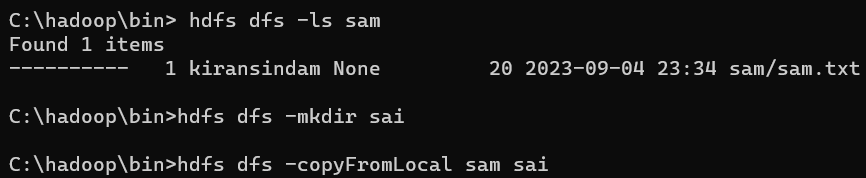 C:\hadoop\bin> hdfs dfs -ls sam
Found 1 items
----------   1 kiransindam None         20 2023-09-04 23:34 sam/sam.txt
C:\hadoop\bin>hdfs dfs -mkdir sai
C:\hadoop\bin>hdfs dfs -copyFromLocal sam sai